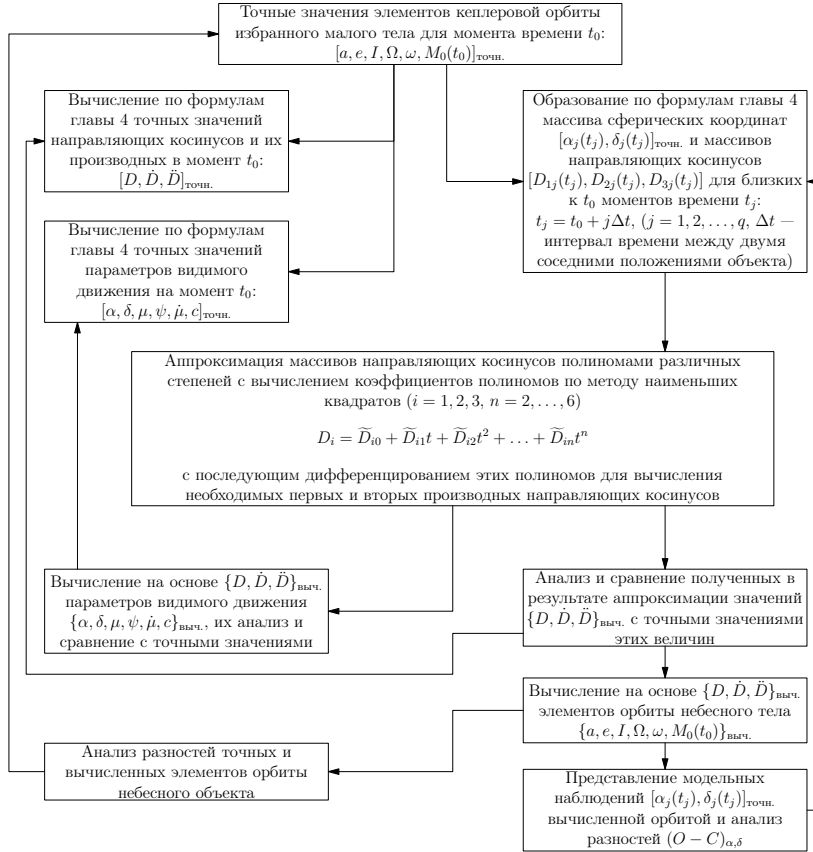 Точные значения элементов кеплеровой орбиты
избранного малого тела для момента времени t₀:
[a, e, I, Ω, ω, M₀(t₀)]точн.
Вычисление по формулам
главы 4 точных значений
направляющих косинусов и их
производных в момент t₀:
[D, Ḋ, D̈]точн.
Образование по формулам главы 4
массива сферических координат
[αⱼ(tⱼ), δⱼ(tⱼ)]точн. и массивов
направляющих косинусов
[D₁ⱼ(tⱼ), D₂ⱼ(tⱼ), D₃ⱼ(tⱼ)] для близких
к t₀ моментов времени tⱼ:
tⱼ = t₀ + jΔt, (j = 1, 2, . . . , q, Δt —
интервал времени между двумя
соседними положениями объекта)
Вычисление по формулам
главы 4 точных значений
параметров видимого
движения на момент t₀:
[α, δ, μ, ψ, μ̇, c]точн.
Аппроксимация массивов направляющих косинусов полиномами различных
степеней с вычислением коэффициентов полиномов по методу наименьших
квадратов (i = 1, 2, 3, n = 2, . . . , 6)
Dᵢ = D̃ᵢ₀ + D̃ᵢ₁t + D̃ᵢ₂t² + . . . + D̃ᵢₙtⁿ
с последующим дифференцированием этих полиномов для вычисления
необходимых первых и вторых производных направляющих косинусов
Вычисление на основе {D, Ḋ, D̈}выч.
параметров видимого движения
{α, δ, μ, ψ, μ̇, c}выч., их анализ и
сравнение с точными значениями
Анализ и сравнение полученных в
результате аппроксимации значений
{D, Ḋ, D̈}выч. с точными значениями
этих величин
Вычисление на основе {D, Ḋ, D̈}выч.
элементов орбиты небесного тела
{a, e, I, Ω, ω, M₀(t₀)}выч.
Анализ разностей точных и
вычисленных элементов орбиты
небесного объекта
Представление модельных
наблюдений [αⱼ(tⱼ), δⱼ(tⱼ)]точн.
вычисленной орбитой и анализ
разностей (O − C)α,δ